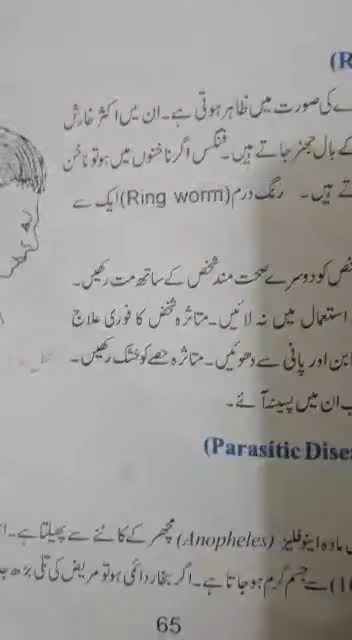 (R
ے کی صورت میں ظاہر ہوتی ہے۔ ان میں اکثر خارش
کے بال جھڑ جاتے ہیں۔ فنگس اگر ناخنوں میں ہو تو ناخن
تے ہیں۔ رنگ درم (Ring worm) ایک سے
خص کو دوسرے صحت مند شخص کے ساتھ مت رکھیں۔
استعمال میں نہ لائیں۔ متاثرہ شخص کا فوری علاج
ابن اور پانی سے دھوئیں۔ متاثرہ حصے کو خشک رکھیں۔
ب ان میں پسینہ آئے۔
(Parasitic Dise
مادہ اینوفلیز (Anopheles) مچھر کے کاٹنے سے پھیلتا ہے۔
سے جسم گرم ہو جاتا ہے۔ اگر بخار دائمی ہو تو مریض کی تلی بڑھ
65